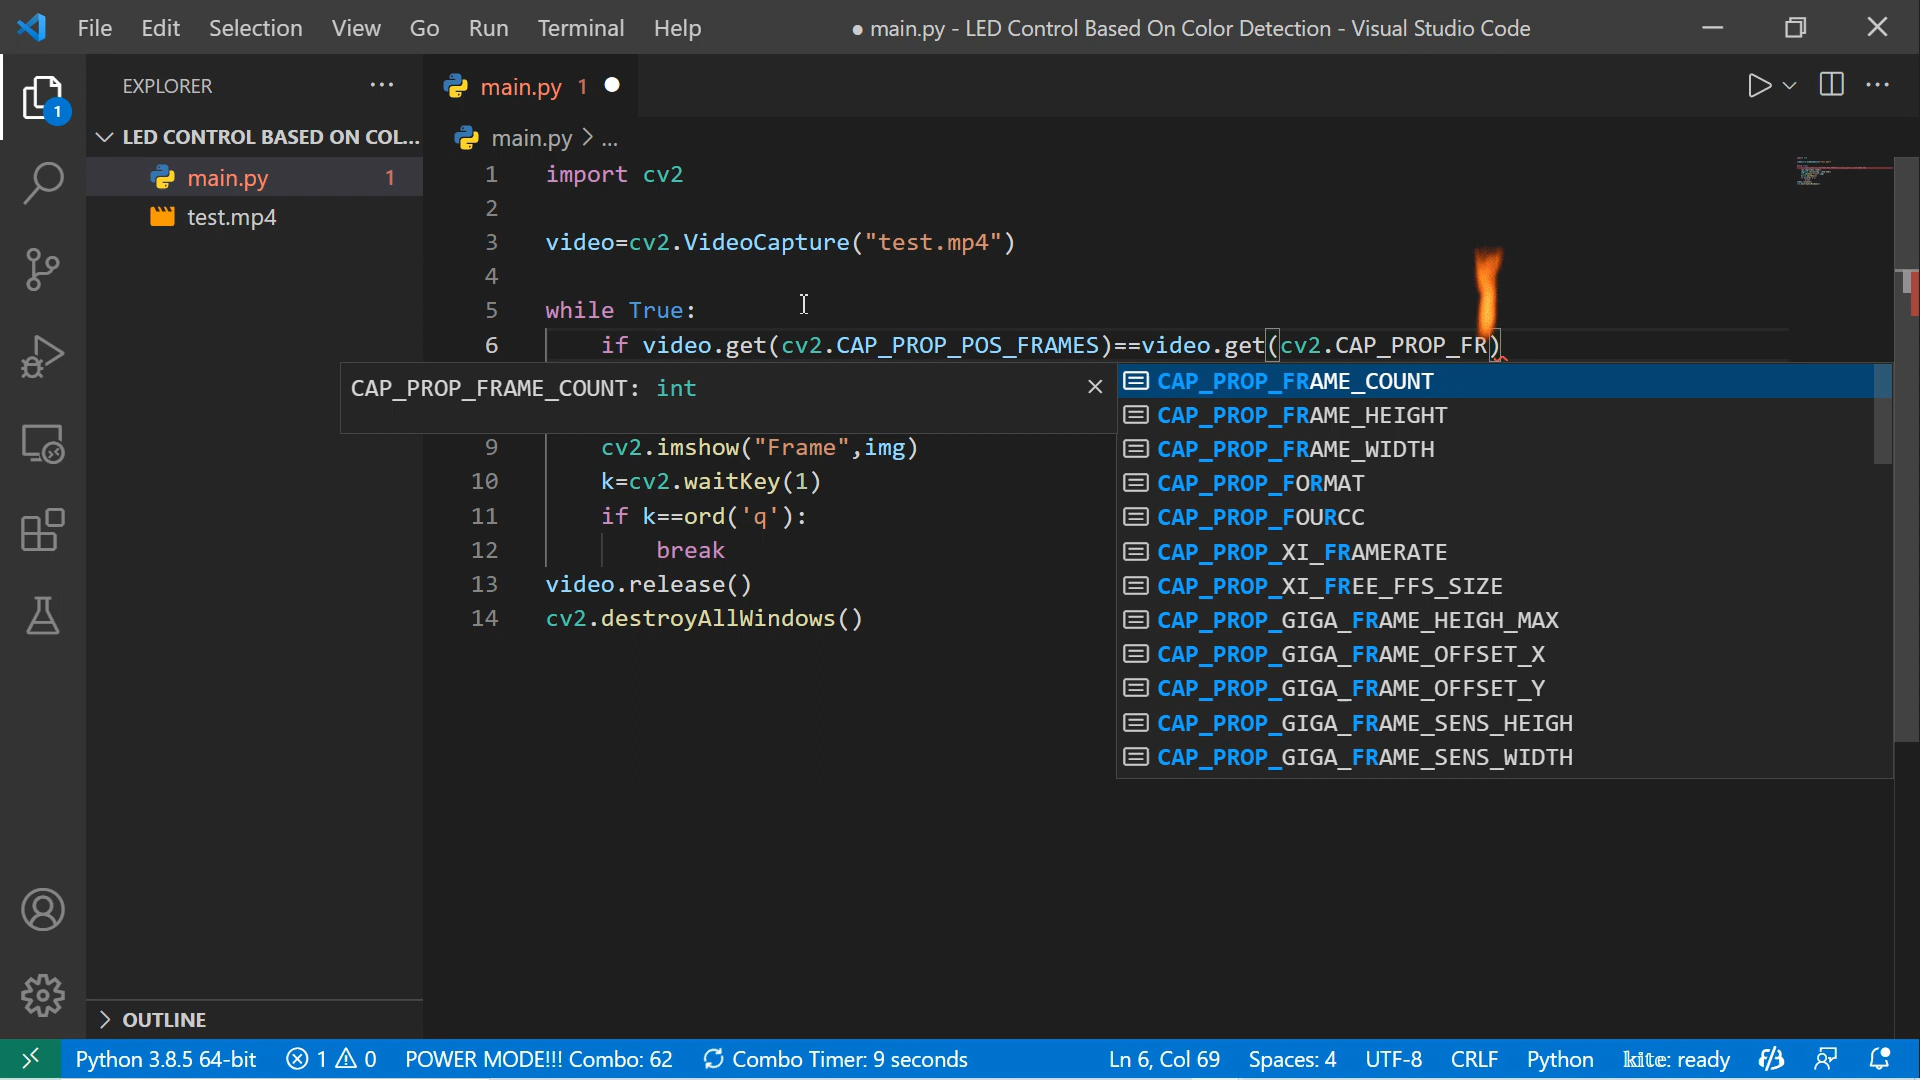 File Edit Selection View Go Run Terminal Help
● main.py - LED Control Based On Color Detection - Visual Studio Code
EXPLORER
LED CONTROL BASED ON COL...
main.py 1
test.mp4
OUTLINE
main.py 1
main.py > ...
1 import cv2
2
3 video=cv2.VideoCapture("test.mp4")
4
5 while True:
6 if video.get(cv2.CAP_PROP_POS_FRAMES)==video.get(cv2.CAP_PROP_FR)
CAP_PROP_FRAME_COUNT: int
CAP_PROP_FRAME_COUNT
CAP_PROP_FRAME_HEIGHT
CAP_PROP_FRAME_WIDTH
CAP_PROP_FORMAT
CAP_PROP_FOURCC
CAP_PROP_XI_FRAMERATE
CAP_PROP_XI_FREE_FFS_SIZE
CAP_PROP_GIGA_FRAME_HEIGH_MAX
CAP_PROP_GIGA_FRAME_OFFSET_X
CAP_PROP_GIGA_FRAME_OFFSET_Y
CAP_PROP_GIGA_FRAME_SENS_HEIGH
CAP_PROP_GIGA_FRAME_SENS_WIDTH
9 cv2.imshow("Frame",img)
10 k=cv2.waitKey(1)
11 if k==ord('q'):
12 break
13 video.release()
14 cv2.destroyAllWindows()
1
Python 3.8.5 64-bit 1 0 POWER MODE!!! Combo: 62 Combo Timer: 9 seconds Ln 6, Col 69 Spaces: 4 UTF-8 CRLF Python kite: ready